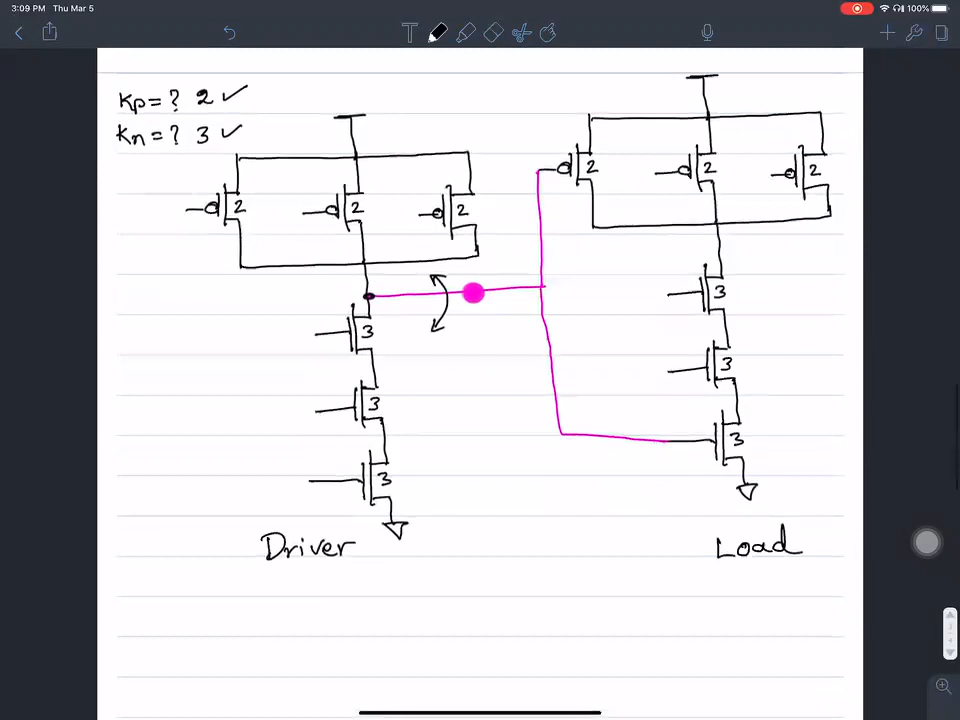 3:09 PM Thu Mar 5
100%
T
Kp = ? 2 ✓
Kn = ? 3 ✓
2 2 2
2 2 2
3
3
3
3
3
3
Driver
Load